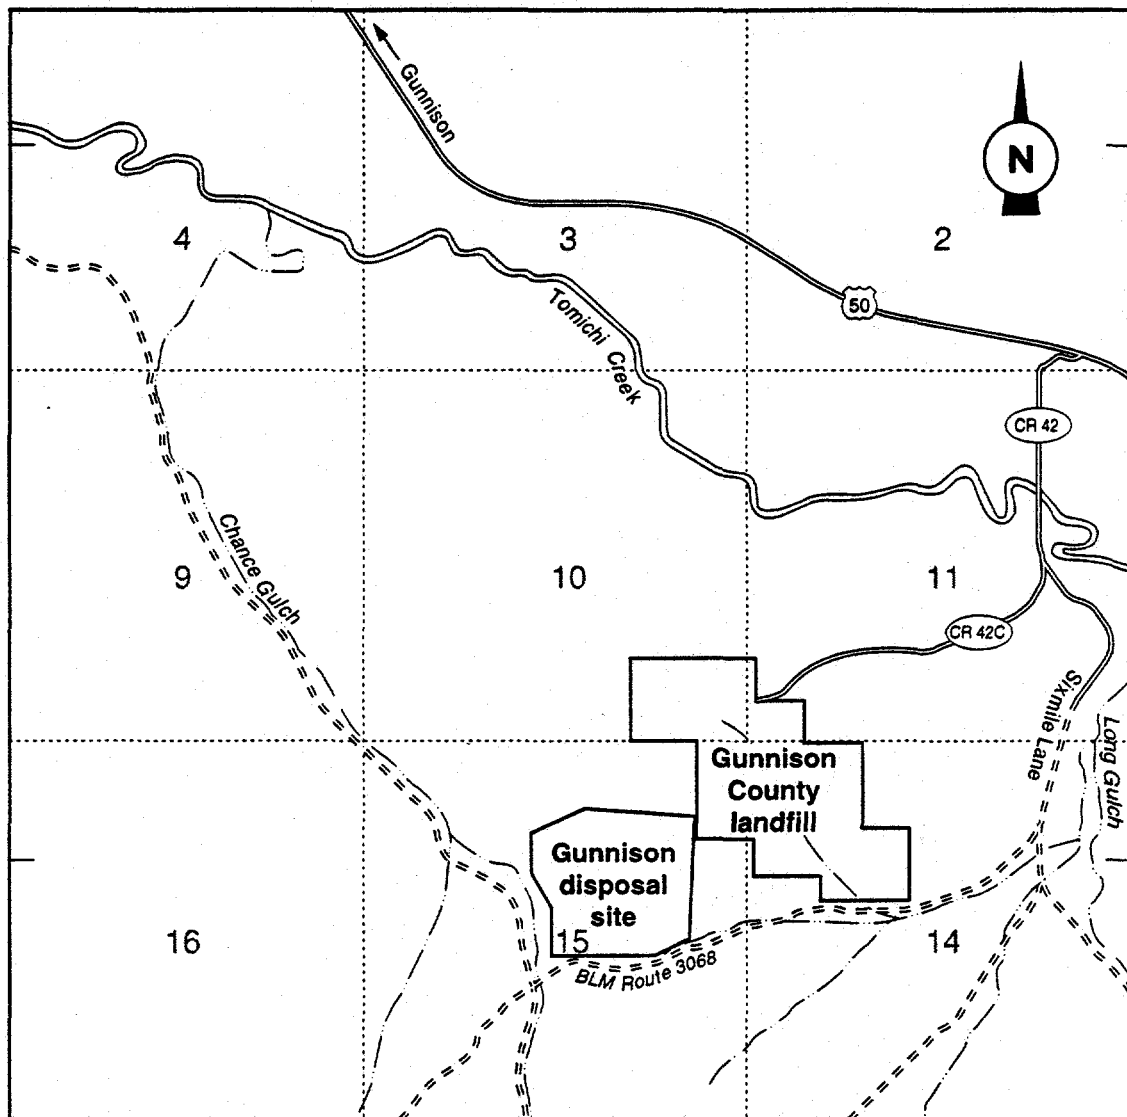 Gunnison
N
4
3
2
50
Tomichi Creek
CR 42
Chance Gulch
9
10
11
CR 42C
Sixmile Lane
Long Gulch
Gunnison
County
landfill
Gunnison
disposal
site
16
15
14
BLM Route 3068